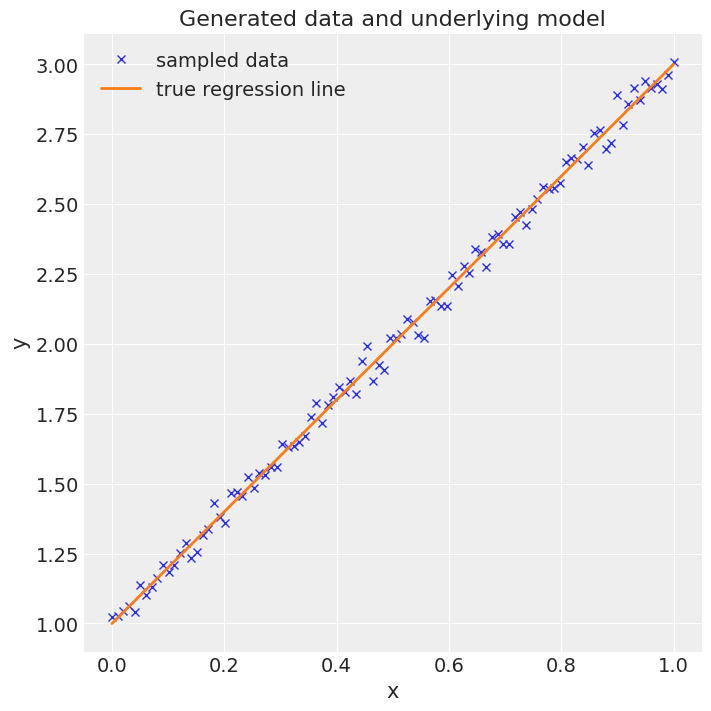 Generated data and underlying model
sampled data
true regression line
3.00
2.75
2.50
2.25
2.00
1.75
1.50
1.25
1.00
y
0.0 0.2 0.4 0.6 0.8 1.0
x